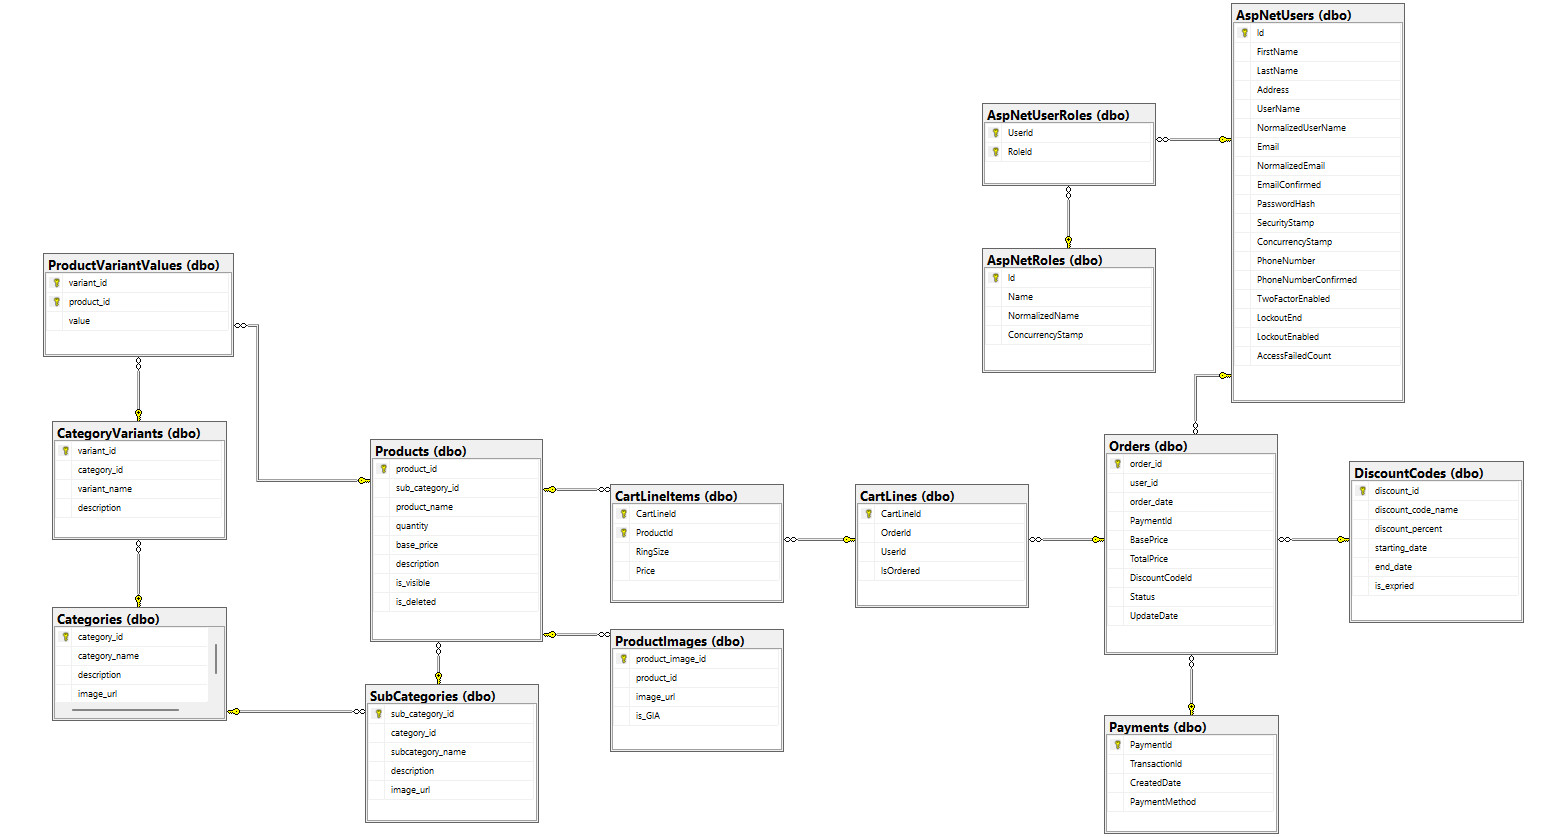 AspNetUsers (dbo)
Id
FirstName
LastName
Address
UserName
NormalizedUserName
Email
NormalizedEmail
EmailConfirmed
PasswordHash
SecurityStamp
ConcurrencyStamp
PhoneNumber
PhoneNumberConfirmed
TwoFactorEnabled
LockoutEnd
LockoutEnabled
AccessFailedCount
AspNetUserRoles (dbo)
UserId
RoleId
AspNetRoles (dbo)
Id
Name
NormalizedName
ConcurrencyStamp
ProductVariantValues (dbo)
variant_id
product_id
value
CategoryVariants (dbo)
variant_id
category_id
variant_name
description
Categories (dbo)
category_id
category_name
description
image_url
Products (dbo)
product_id
sub_category_id
product_name
quantity
base_price
description
is_visible
is_deleted
SubCategories (dbo)
sub_category_id
category_id
subcategory_name
description
image_url
CartLineItems (dbo)
CartLineId
ProductId
RingSize
Price
ProductImages (dbo)
product_image_id
product_id
image_url
is_GIA
CartLines (dbo)
CartLineId
OrderId
UserId
IsOrdered
Orders (dbo)
order_id
user_id
order_date
PaymentId
BasePrice
TotalPrice
DiscountCodeId
Status
UpdateDate
DiscountCodes (dbo)
discount_id
discount_code_name
discount_percent
starting_date
end_date
is_expried
Payments (dbo)
PaymentId
TransactionId
CreatedDate
PaymentMethod